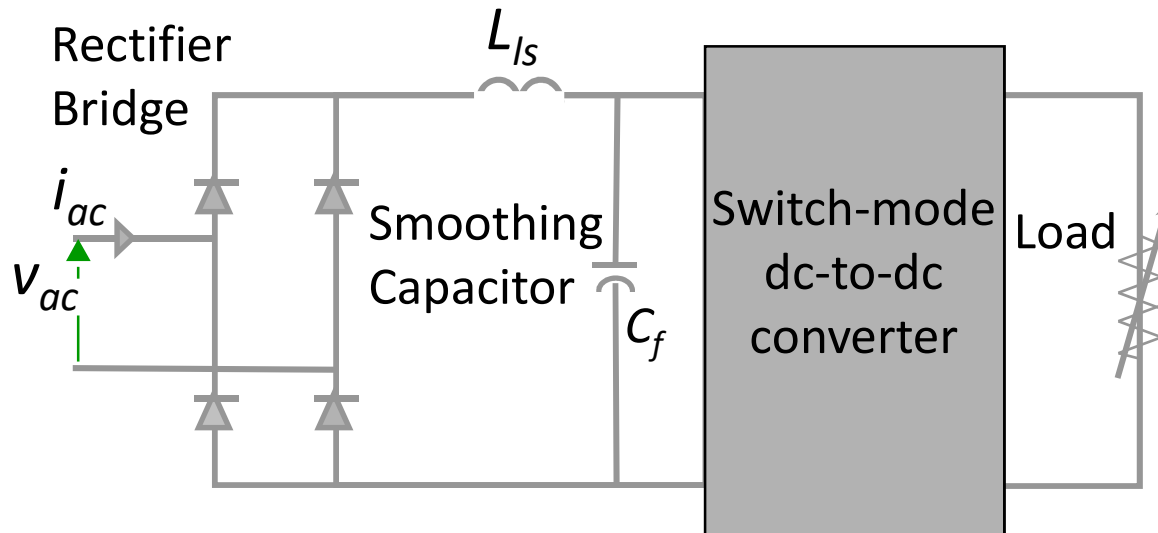 Rectifier
Bridge
L_ls
i_ac
v_ac
Smoothing
Capacitor
C_f
Switch-mode
dc-to-dc
converter
Load